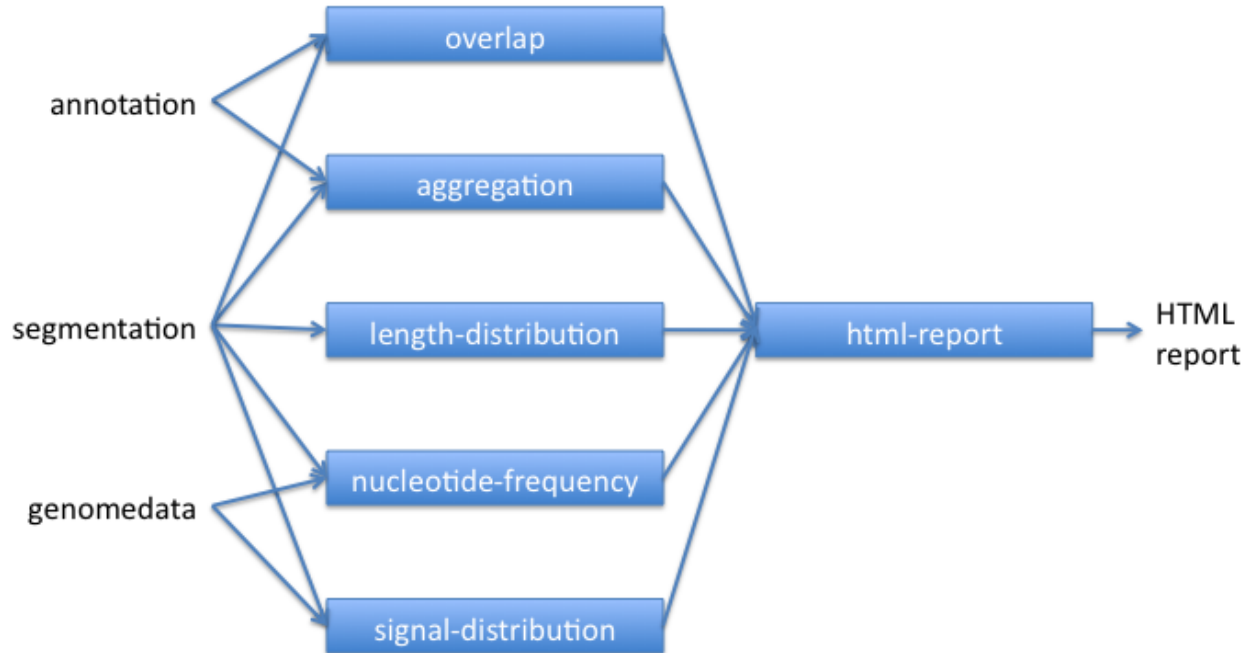 overlap
annotation
aggregation
segmentation
length-distribution
html-report
HTML
report
nucleotide-frequency
genomedata
signal-distribution